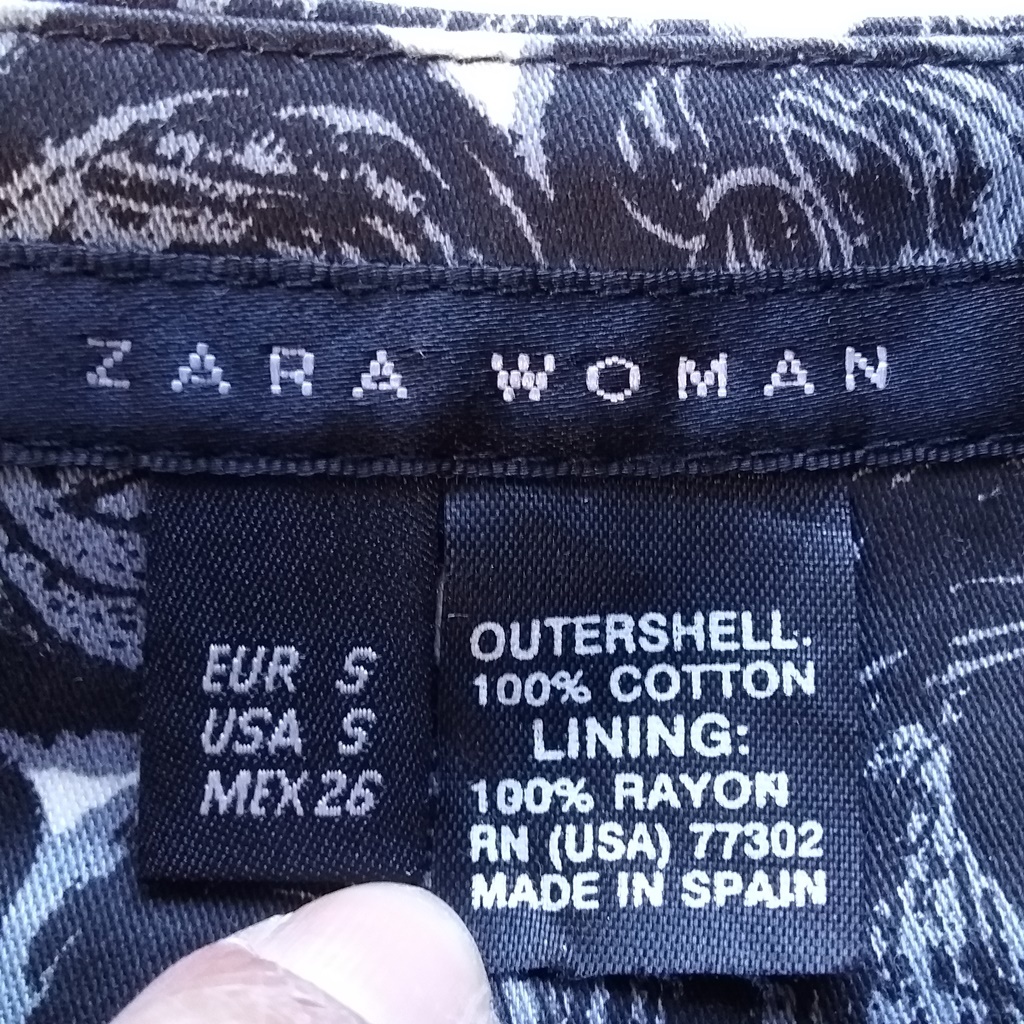 ZARA WOMAN
EUR S
USA S
MEX 26
OUTERSHELL.
100% COTTON
LINING:
100% RAYON
RN (USA) 77302
MADE IN SPAIN